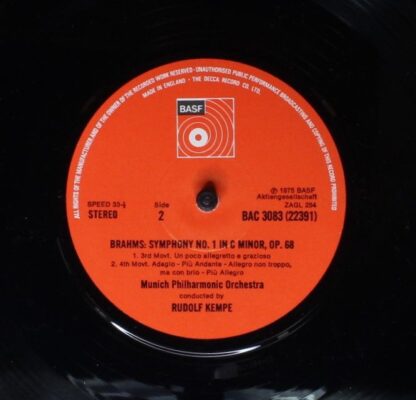 ALL RIGHTS OF THE MANUFACTURER AND OF THE OWNER OF THE RECORDED WORK RESERVED · UNAUTHORISED PUBLIC PERFORMANCE BROADCASTING AND COPYING OF THIS RECORD PROHIBITED
MADE IN ENGLAND · THE DECCA RECORD CO. LTD.
BASF
℗ 1975 BASF
Aktiengesellschaft
ZAGL 254
SPEED 33⅓
STEREO
Side
2
BAC 3083 (22391)
BRAHMS: SYMPHONY NO. 1 IN C MINOR, OP. 68
1. 3rd Movt. Un poco allegretto e grazioso
2. 4th Movt. Adagio - Più Andante - Allegro non troppo,
ma con brio - Più Allegro
Munich Philharmonic Orchestra
conducted by
RUDOLF KEMPE